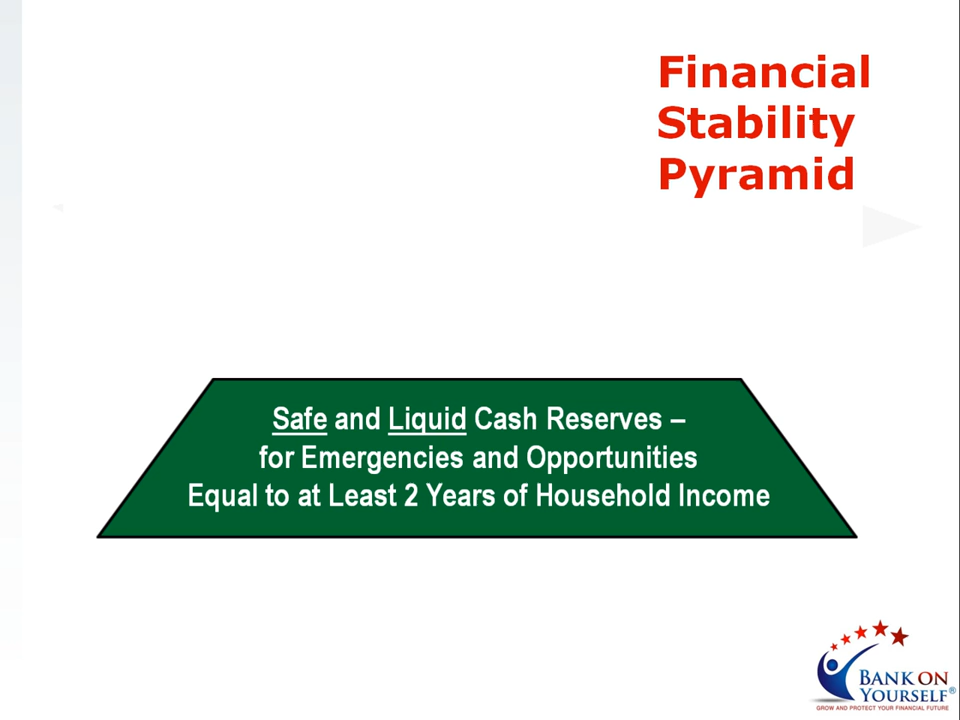 Financial
Stability
Pyramid
Safe and Liquid Cash Reserves –
for Emergencies and Opportunities
Equal to at Least 2 Years of Household Income
BANK ON
YOURSELF®
GROW AND PROTECT YOUR FINANCIAL FUTURE